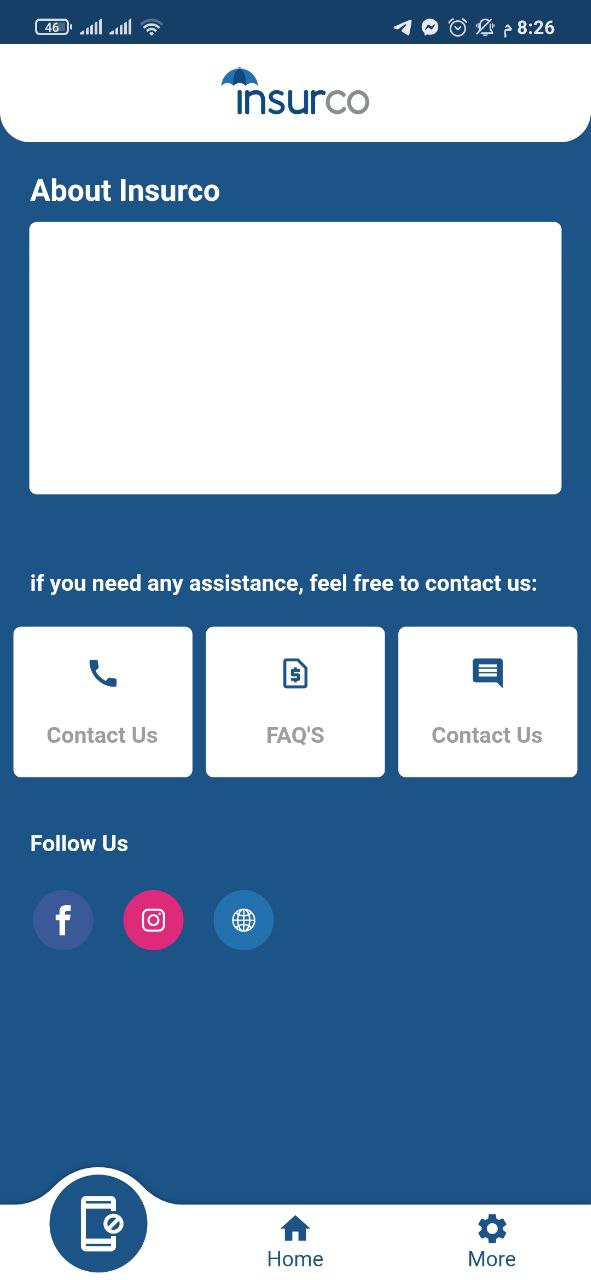 46 م 8:26
insurco
About Insurco
if you need any assistance, feel free to contact us:
Contact Us FAQ'S Contact Us
Follow Us
Home More